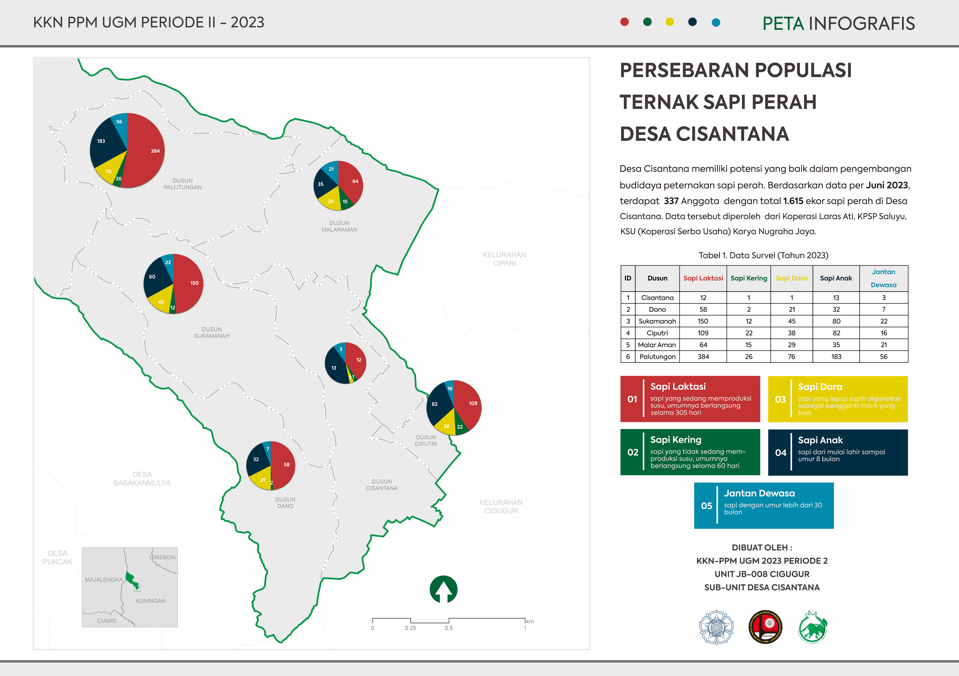 KKN PPM UGM PERIODE II - 2023
PETA INFOGRAFIS
PERSEBARAN POPULASI
TERNAK SAPI PERAH
DESA CISANTANA
Desa Cisantana memiliki potensi yang baik dalam pengembangan
budidaya peternakan sapi perah. Berdasarkan data per Juni 2023,
terdapat 337 Anggota dengan total 1.615 ekor sapi perah di Desa
Cisantana. Data tersebut diperoleh dari Koperasi Laras Ati, KPSP Saluyu,
KSU (Koperasi Serba Usaha) Karya Nugraha Jaya.
Tabel 1. Data Survei (Tahun 2023)
ID Dusun Sapi Laktasi Sapi Kering Sapi Dara Sapi Anak Jantan Dewasa
1 Cisantana 12 1 1 13 3
2 Dano 58 2 21 32 7
3 Sukamanah 150 12 45 80 22
4 Ciputri 109 22 38 82 16
5 Malar Aman 64 15 29 35 21
6 Palutungan 384 26 76 183 56
01
Sapi Laktasi
sapi yang sedang memproduksi
susu, umumnya berlangsung
selama 305 hari
03
Sapi Dara
sapi yang lepas sapih digunakan
sebagai pengganti induk yang
baik
02
Sapi Kering
sapi yang tidak sedang mem-
produksi susu, umumnya
berlangsung selama 60 hari
04
Sapi Anak
sapi dari mulai lahir sampai
umur 8 bulan
05
Jantan Dewasa
sapi dengan umur lebih dari 30
bulan
DIBUAT OLEH :
KKN-PPM UGM 2023 PERIODE 2
UNIT JB-008 CIGUGUR
SUB-UNIT DESA CISANTANA
56
183
384
76
26
DUSUN
PALUTUNGAN
21
35
64
29
15
DUSUN
MALARAMAN
KELURAHAN
CIPARI
22
80
150
45
12
DUSUN
SUKAMANAH
3
12
13
1
16
109
82
38
22
DUSUN
CIPUTRI
7
32
58
21
2
DUSUN
DANO
DUSUN
CISANTANA
DESA
BABAKANMULYA
KELURAHAN
CIGUGUR
DESA
PUNCAK
CIREBON
MAJALENGKA
KUNINGAN
CIAMIS
km
0 0.25 0.5 1